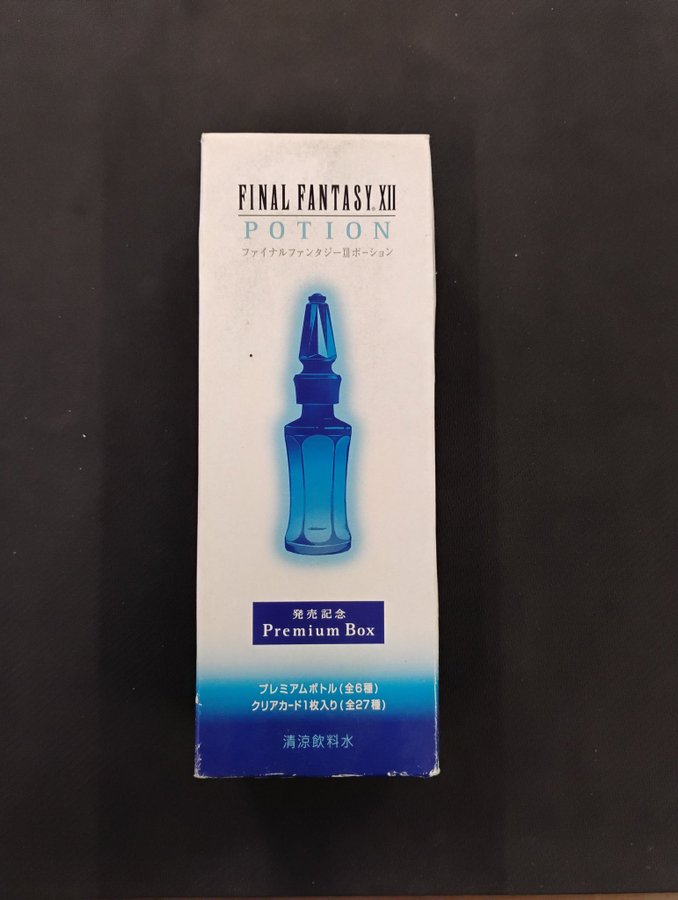 FINAL FANTASY® XII
POTION
ファイナルファンタジーXIIポーション
発売記念
Premium Box
プレミアムボトル(全6種)
クリアカード1枚入り(全27種)
清涼飲料水